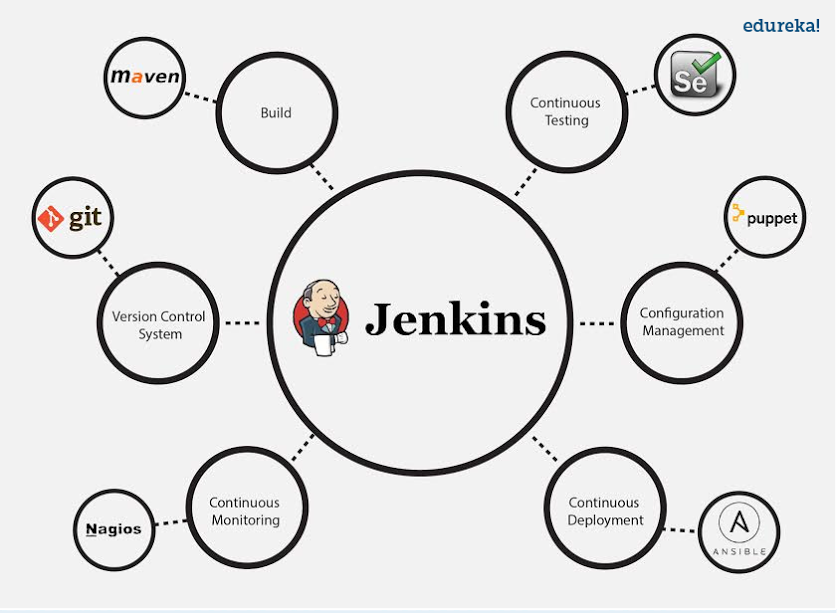 edureka!
maven
Build
Continuous
Testing
Se
git
Version Control
System
Jenkins
puppet
Configuration
Management
Nagios
Continuous
Monitoring
Continuous
Deployment
ANSIBLE